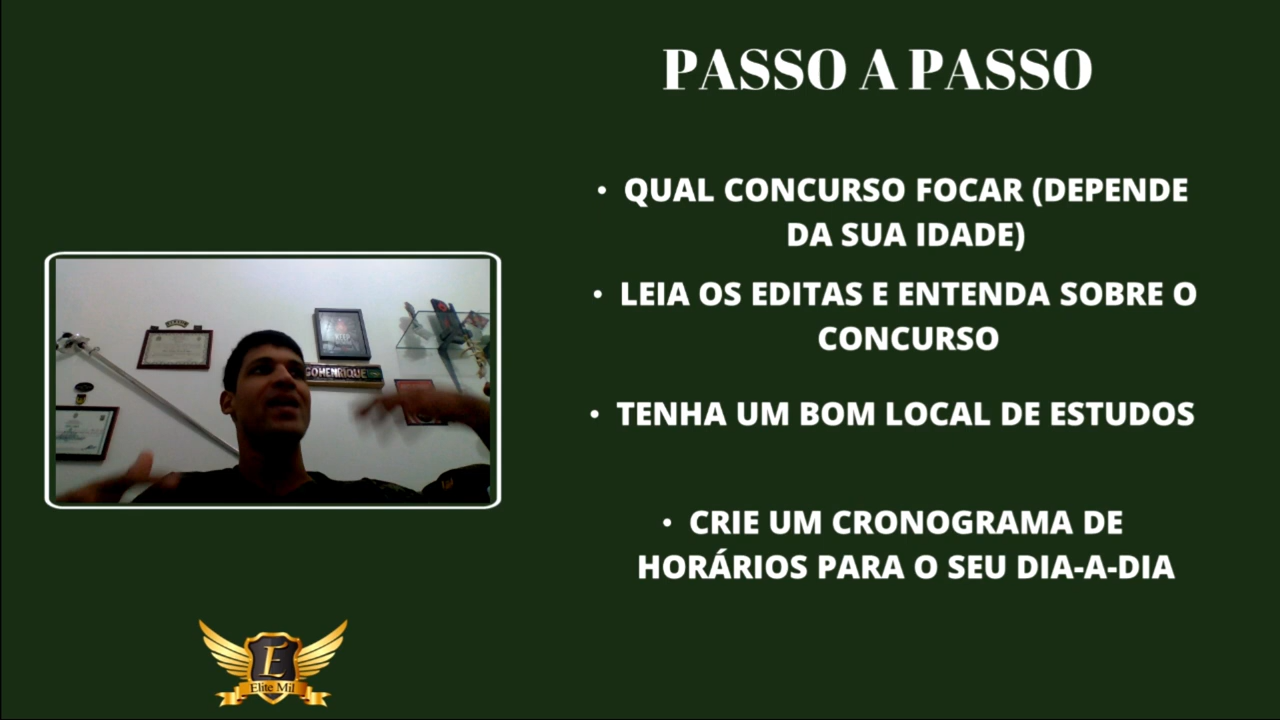 PASSO A PASSO
• QUAL CONCURSO FOCAR (DEPENDE
DA SUA IDADE)
• LEIA OS EDITAS E ENTENDA SOBRE O
CONCURSO
• TENHA UM BOM LOCAL DE ESTUDOS
• CRIE UM CRONOGRAMA DE
HORÁRIOS PARA O SEU DIA-A-DIA
GOHENRIQUE
E
Elite Mil